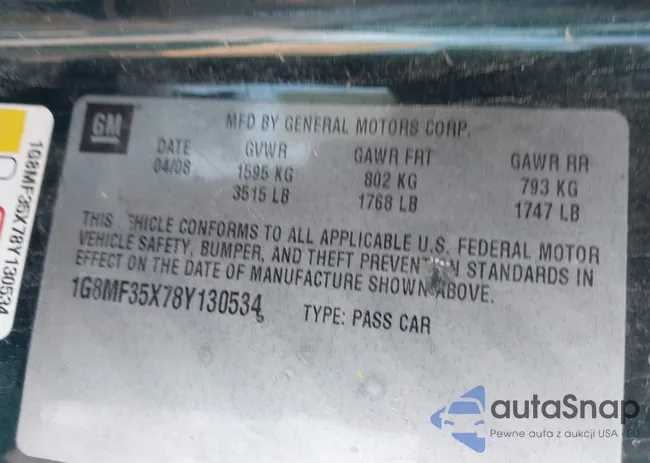 GM
MFD BY GENERAL MOTORS CORP.
DATE GVWR GAWR FRT GAWR RR
04/08 1595 KG 802 KG 793 KG
3515 LB 1768 LB 1747 LB
THIS EHICLE CONFORMS TO ALL APPLICABLE U.S. FEDERAL MOTOR
VEHICLE SAFETY, BUMPER, AND THEFT PREVEN ON STANDARDS IN
EFFECT ON THE DATE OF MANUFACTURE SHOWN ABOVE.
1G8MF35X78Y130534 TYPE: PASS CAR
1G8MF35X78Y130534
autaSnap
Pewne auta z aukcji USA - EU